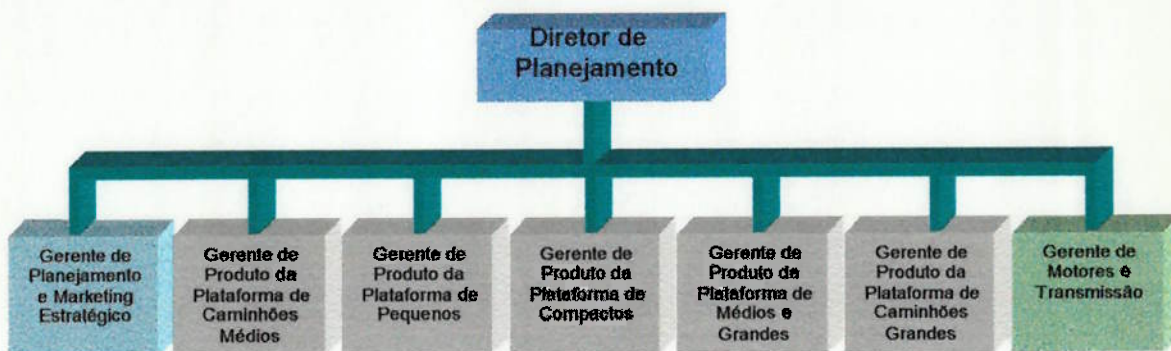 Diretor de
Planejamento
Gerente de
Planejamento
e Marketing
Estratégico
Gerente de
Produto da
Plataforma de
Caminhões
Médios
Gerente de
Produto da
Plataforma de
Pequenos
Gerente de
Produto da
Plataforma de
Compactos
Gerente de
Produto da
Plataforma de
Médios e
Grandes
Gerente de
Produto da
Plataforma de
Caminhões
Grandes
Gerente de
Motores e
Transmissão